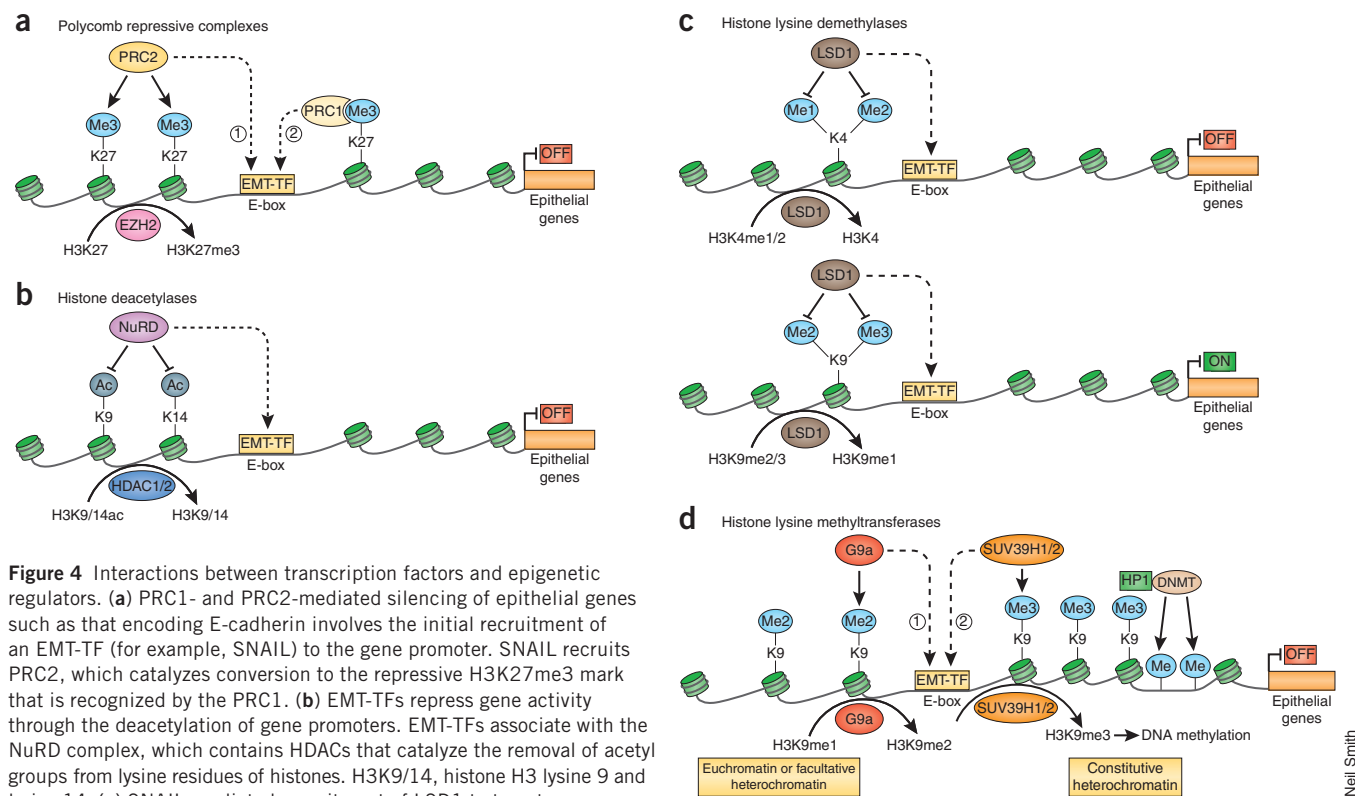 a
Polycomb repressive complexes
PRC2
PRC1 Me3
Me3 Me3
① ②
K27 K27 K27
OFF
EMT-TF
E-box
Epithelial
genes
EZH2
H3K27 H3K27me3
b
Histone deacetylases
NuRD
Ac Ac
K9 K14
OFF
EMT-TF
E-box
Epithelial
genes
HDAC1/2
H3K9/14ac H3K9/14
Figure 4 Interactions between transcription factors and epigenetic
regulators. (a) PRC1- and PRC2-mediated silencing of epithelial genes
such as that encoding E-cadherin involves the initial recruitment of
an EMT-TF (for example, SNAIL) to the gene promoter. SNAIL recruits
PRC2, which catalyzes conversion to the repressive H3K27me3 mark
that is recognized by the PRC1. (b) EMT-TFs repress gene activity
through the deacetylation of gene promoters. EMT-TFs associate with the
NuRD complex, which contains HDACs that catalyze the removal of acetyl
groups from lysine residues of histones. H3K9/14, histone H3 lysine 9 and
c
Histone lysine demethylases
LSD1
Me1 Me2
K4
OFF
EMT-TF
E-box
Epithelial
genes
LSD1
H3K4me1/2 H3K4
LSD1
Me2 Me3
K9
ON
EMT-TF
E-box
Epithelial
genes
LSD1
H3K9me2/3 H3K9me1
d
Histone lysine methyltransferases
G9a SUV39H1/2
HP1 DNMT
Me2 Me2 Me3 Me3 Me3
① ②
K9 K9 K9 K9 K9
Me Me
OFF
EMT-TF
E-box
Epithelial
genes
G9a SUV39H1/2
H3K9me1 H3K9me2 H3K9me3 DNA methylation
Euchromatin or facultative
heterochromatin
Constitutive
heterochromatin
Neil Smith